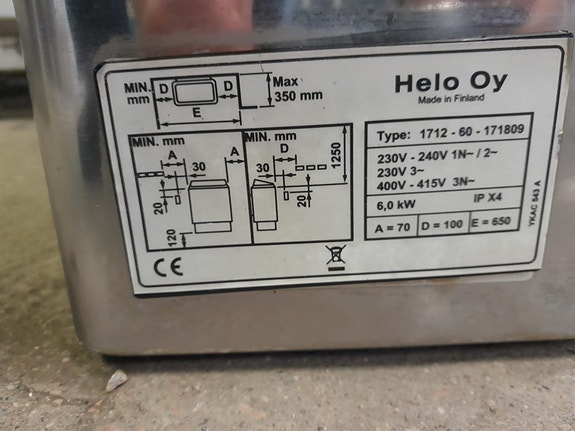 MIN. D D Max
mm 350 mm
E
MIN. mm
A A
30
20
120
MIN. mm
D
30
20
1250
CE
Helo Oy
Made in Finland
Type: 1712 - 60 - 171809
230V - 240V 1N~ / 2~
230V 3~
400V - 415V 3N~
6,0 kW IP X4
A = 70 D = 100 E = 650
YKAC 543 A